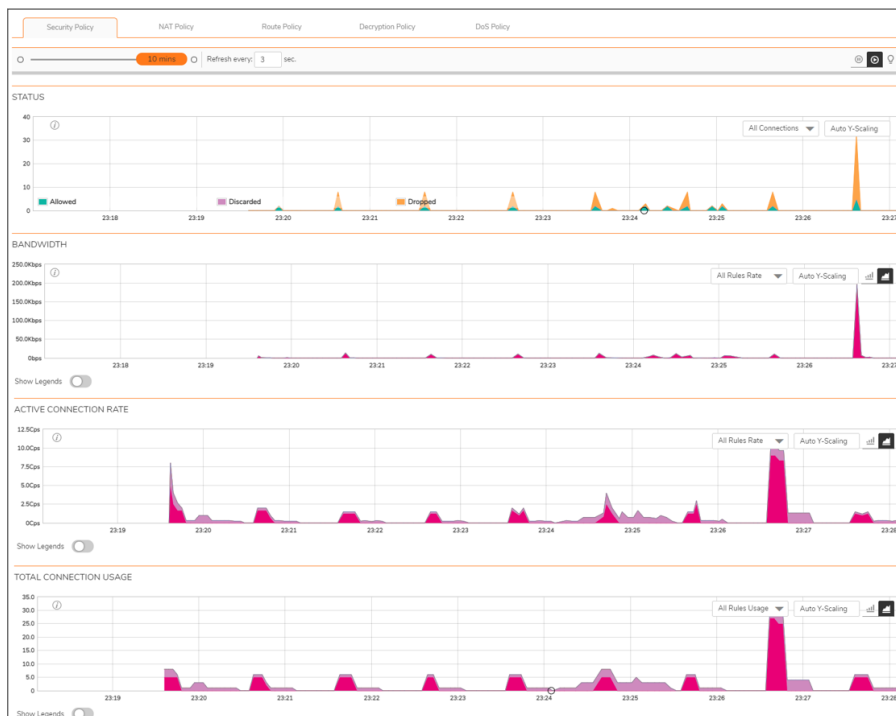 Security Policy NAT Policy Route Policy Decryption Policy DoS Policy
10 mins Refresh every: 3 sec.
STATUS
All Connections Auto Y-Scaling
40
30
20
10
0
Allowed Discarded Dropped
23:18 23:19 23:20 23:21 23:22 23:23 23:24 23:25 23:26 23:27
BANDWIDTH
All Rules Rate Auto Y-Scaling
250.0Kbps
200.0Kbps
150.0Kbps
100.0Kbps
50.0Kbps
0bps
23:18 23:19 23:20 23:21 23:22 23:23 23:24 23:25 23:26 23:27
Show Legends
ACTIVE CONNECTION RATE
All Rules Rate Auto Y-Scaling
12.5Cps
10.0Cps
7.5Cps
5.0Cps
2.5Cps
0Cps
23:19 23:20 23:21 23:22 23:23 23:24 23:25 23:26 23:27 23:28
Show Legends
TOTAL CONNECTION USAGE
All Rules Usage Auto Y-Scaling
35.0
30.0
25.0
20.0
15.0
10.0
5.0
0
23:19 23:20 23:21 23:22 23:23 23:24 23:25 23:26 23:27 23:28
Show Legends